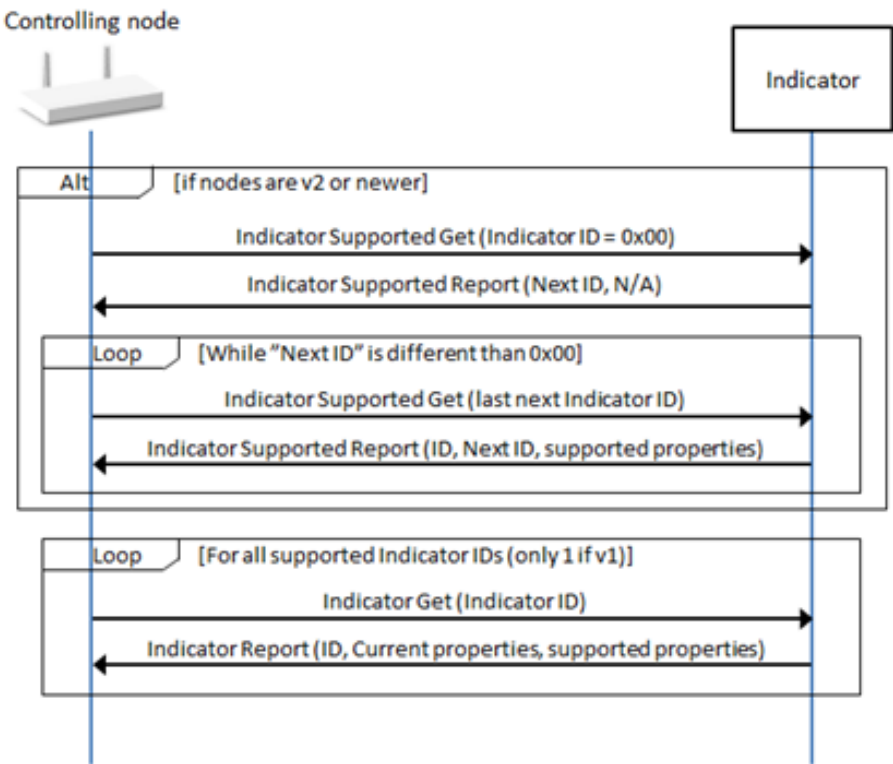 Controlling node
Indicator
Alt [if nodes are v2 or newer]
Indicator Supported Get (Indicator ID = 0x00)
Indicator Supported Report (Next ID, N/A)
Loop [While "Next ID" is different than 0x00]
Indicator Supported Get (last next Indicator ID)
Indicator Supported Report (ID, Next ID, supported properties)
Loop [For all supported Indicator IDs (only 1 if v1)]
Indicator Get (Indicator ID)
Indicator Report (ID, Current properties, supported properties)